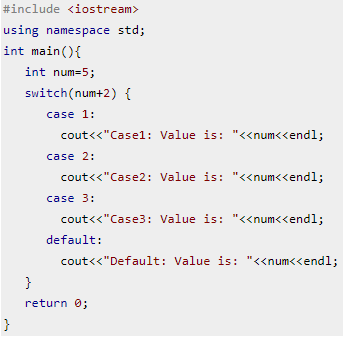 #include <iostream>
using namespace std;
int main(){
   int num=5;
   switch(num+2) {
      case 1:
        cout<<"Case1: Value is: "<<num<<endl;
      case 2:
        cout<<"Case2: Value is: "<<num<<endl;
      case 3:
        cout<<"Case3: Value is: "<<num<<endl;
      default:
        cout<<"Default: Value is: "<<num<<endl;
   }
   return 0;
}